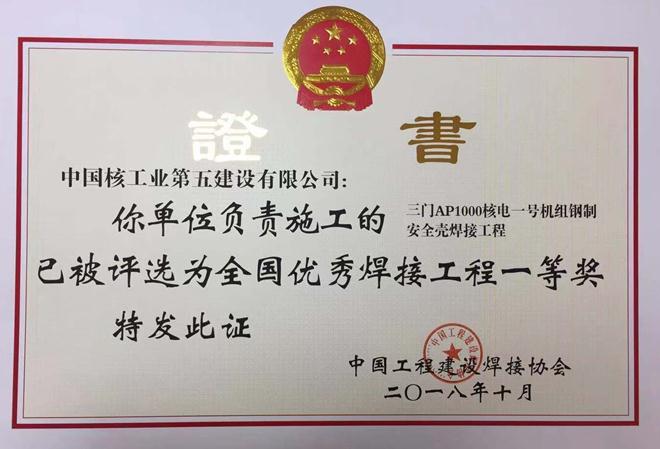 證 書
中国核工业第五建设有限公司:
你单位负责施工的 三门AP1000核电一号机组钢制
安全壳焊接工程
已被评选为全国优秀焊接工程一等奖
特发此证
中国工程建设焊接协会
二〇一八年十月